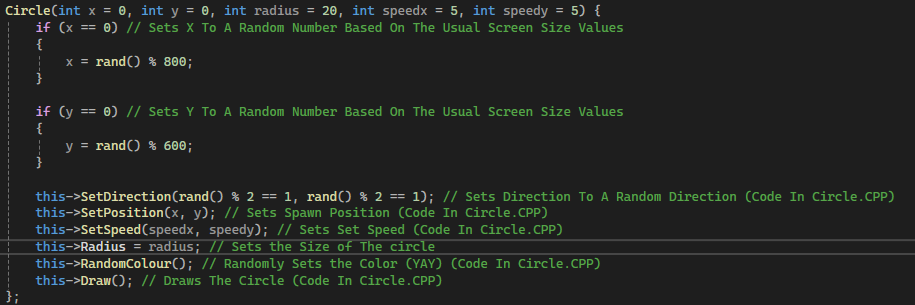 Circle(int x = 0, int y = 0, int radius = 20, int speedx = 5, int speedy = 5) {
    if (x == 0) // Sets X To A Random Number Based On The Usual Screen Size Values
    {
        x = rand() % 800;
    }

    if (y == 0) // Sets Y To A Random Number Based On The Usual Screen Size Values
    {
        y = rand() % 600;
    }

    this->SetDirection(rand() % 2 == 1, rand() % 2 == 1); // Sets Direction To A Random Direction (Code In Circle.CPP)
    this->SetPosition(x, y); // Sets Spawn Position (Code In Circle.CPP)
    this->SetSpeed(speedx, speedy); // Sets Set Speed (Code In Circle.CPP)
    this->Radius = radius; // Sets the Size of The circle
    this->RandomColour(); // Randomly Sets the Color (YAY) (Code In Circle.CPP)
    this->Draw(); // Draws The Circle (Code In Circle.CPP)
};